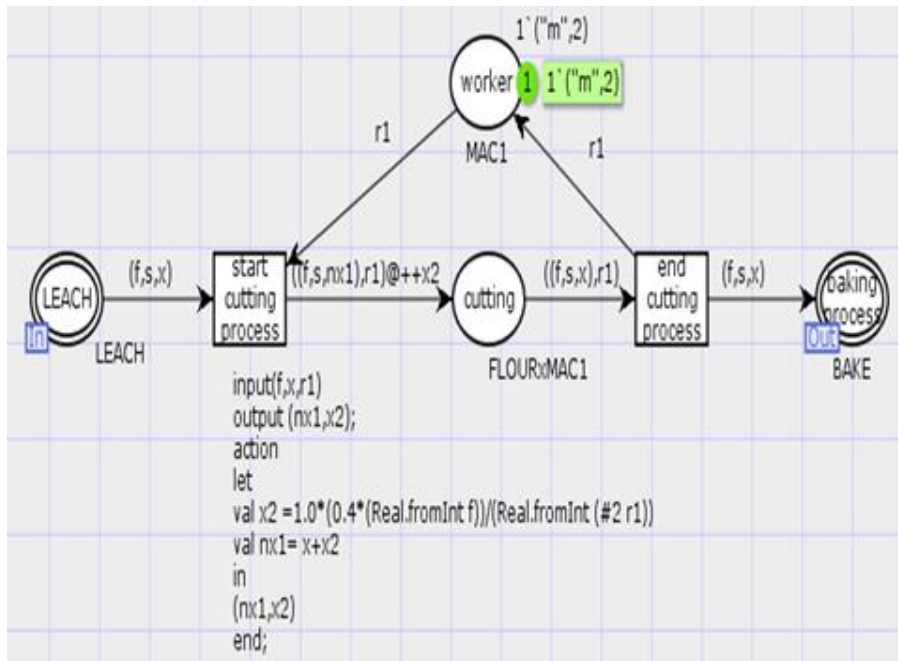 1`("m",2)
worker
1
1`("m",2)
MAC1
r1
r1
(f,s,x)
start
cutting
process
((f,s,nx1),r1)@++x2
cutting
((f,s,x),r1)
end
cutting
process
(f,s,x)
baking
process
LEACH
In
LEACH
FLOURxMAC1
Out
BAKE
input(f,x,r1)
output (nx1,x2);
action
let
val x2 =1.0*(0.4*(Real.fromInt f))/(Real.fromInt (#2 r1))
val nx1= x+x2
in
(nx1,x2)
end;